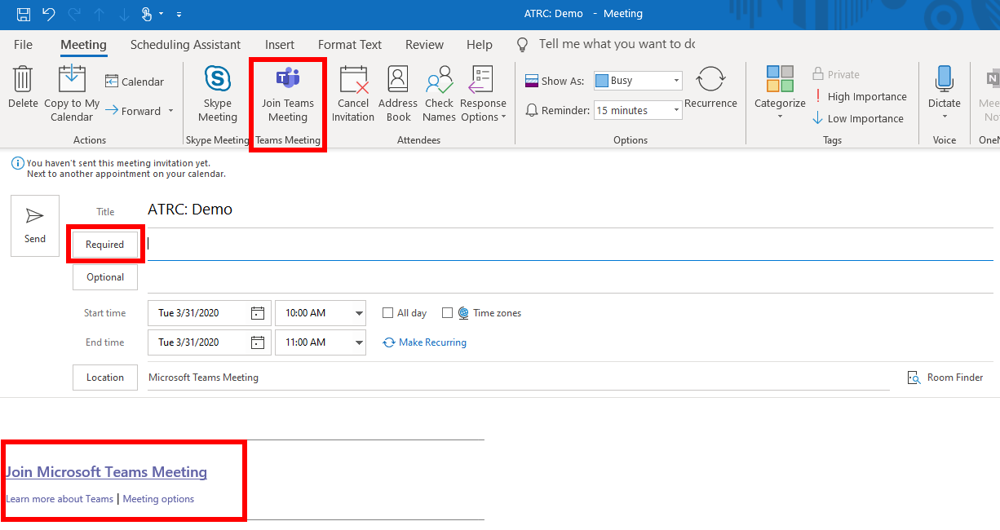 ATRC: Demo - Meeting
File Meeting Scheduling Assistant Insert Format Text Review Help Tell me what you want to do
Delete
Copy to My
Calendar
Calendar
Forward
Actions
Skype
Meeting
Skype Meeting
Join Teams
Meeting
Teams Meeting
Cancel
Invitation
Address
Book
Check
Names
Response
Options
Attendees
Show As: Busy
Reminder: 15 minutes
Recurrence
Options
Categorize
Private
High Importance
Low Importance
Tags
Dictate
Voice
You haven't sent this meeting invitation yet.
Next to another appointment on your calendar.
Send
Title ATRC: Demo
Required
Optional
Start time Tue 3/31/2020 10:00 AM All day Time zones
End time Tue 3/31/2020 11:00 AM Make Recurring
Location Microsoft Teams Meeting Room Finder
Join Microsoft Teams Meeting
Learn more about Teams | Meeting options